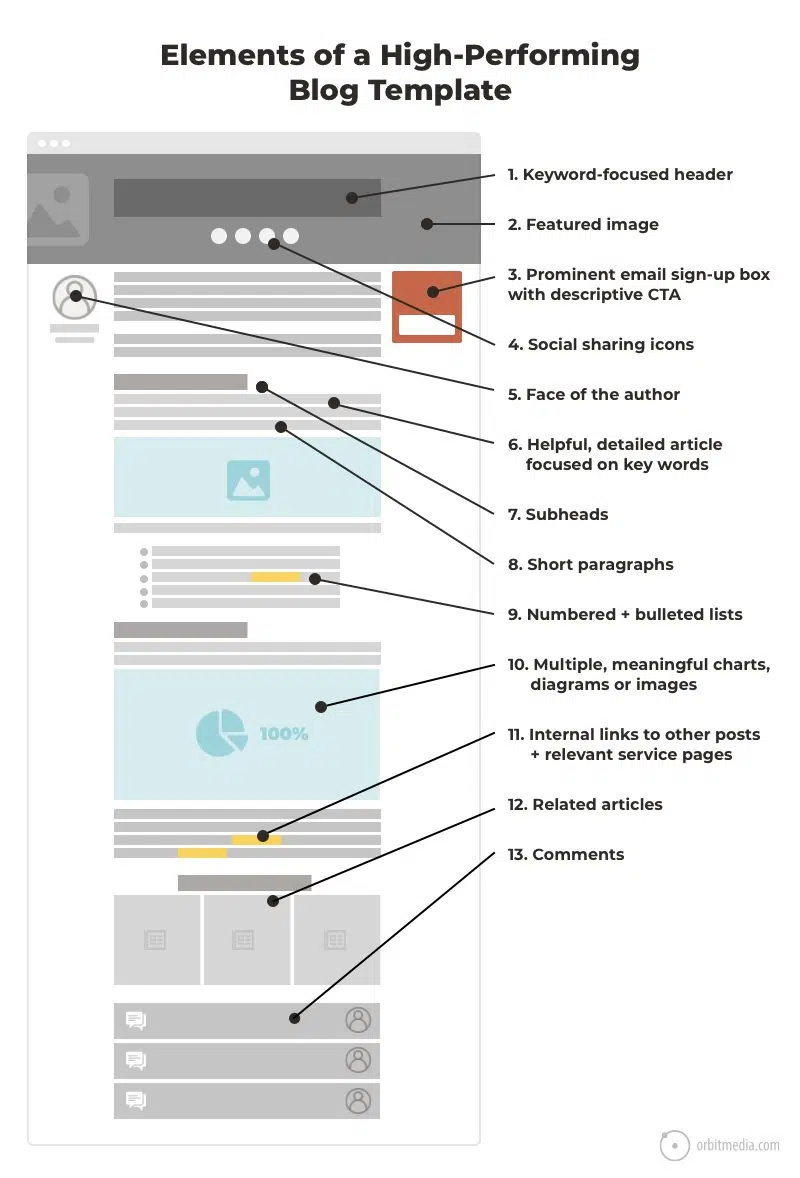 Elements of a High-Performing
Blog Template
1. Keyword-focused header
2. Featured image
3. Prominent email sign-up box
with descriptive CTA
4. Social sharing icons
5. Face of the author
6. Helpful, detailed article
focused on key words
7. Subheads
8. Short paragraphs
9. Numbered + bulleted lists
10. Multiple, meaningful charts,
diagrams or images
100%
11. Internal links to other posts
+ relevant service pages
12. Related articles
13. Comments
orbitmedia.com